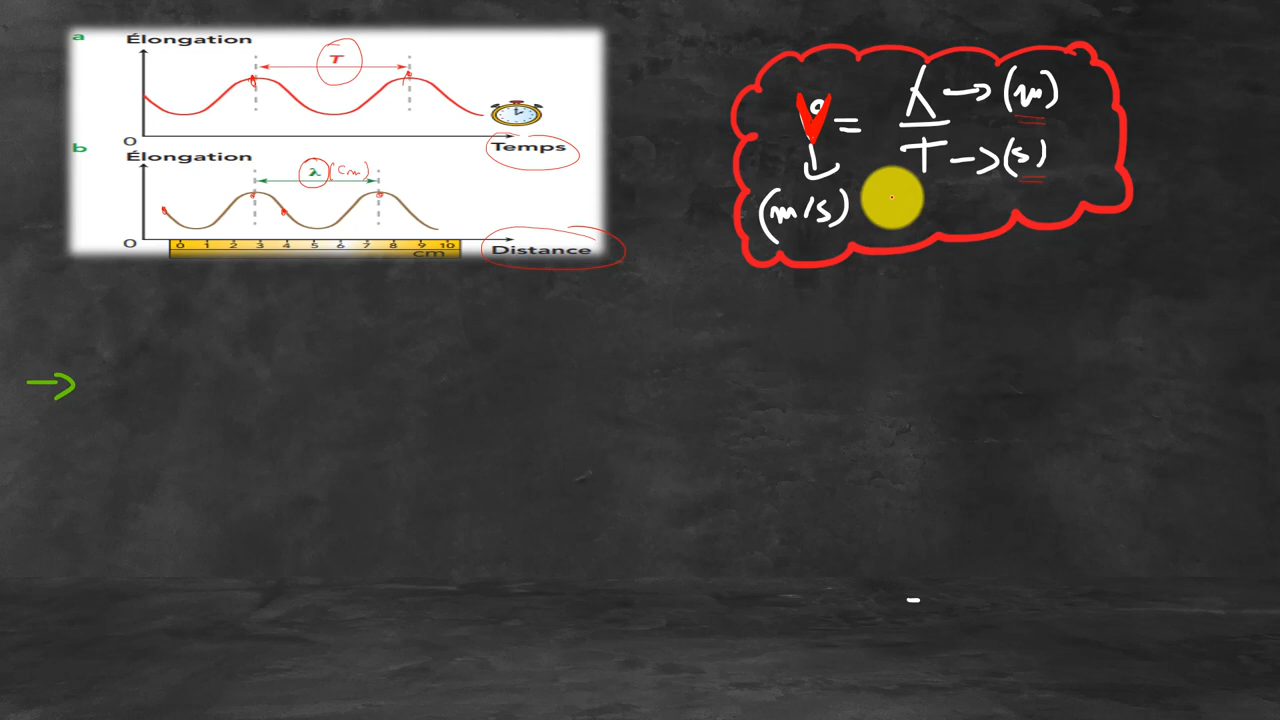 a
Élongation
T
0
Temps
b
Élongation
λ (cm)
0
0 1 2 3 4 5 6 7 8 9 10
cm
Distance
V = λ → (m)
T → (s)
(m/s)